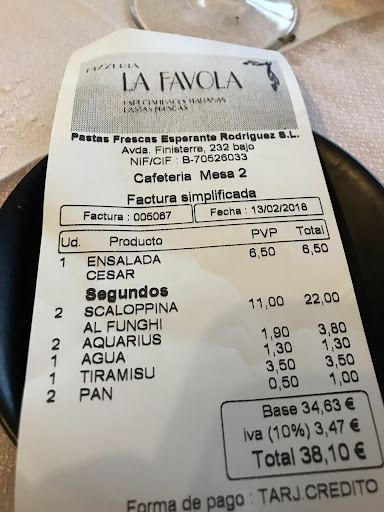 PIZZERIA
LA FAVOLA
ESPECIALIDADES ITALIANAS
PASTAS FRESCAS
Pastas Frescas Esperante Rodriguez S.L.
Avda. Finisterre, 232 bajo
NIF/CIF : B-70526033
Cafeteria Mesa 2
Factura simplificada
Factura : 005067 Fecha : 13/02/2018
Ud. Producto PVP Total
1 ENSALADA 6,50 6,50
CESAR
Segundos
2 SCALOPPINA 11,00 22,00
AL FUNGHI
2 AQUARIUS 1,90 3,80
1 AGUA 1,30 1,30
1 TIRAMISU 3,50 3,50
2 PAN 0,50 1,00
Base 34,63 €
iva (10%) 3,47 €
Total 38,10 €
Forma de pago : TARJ.CREDITO